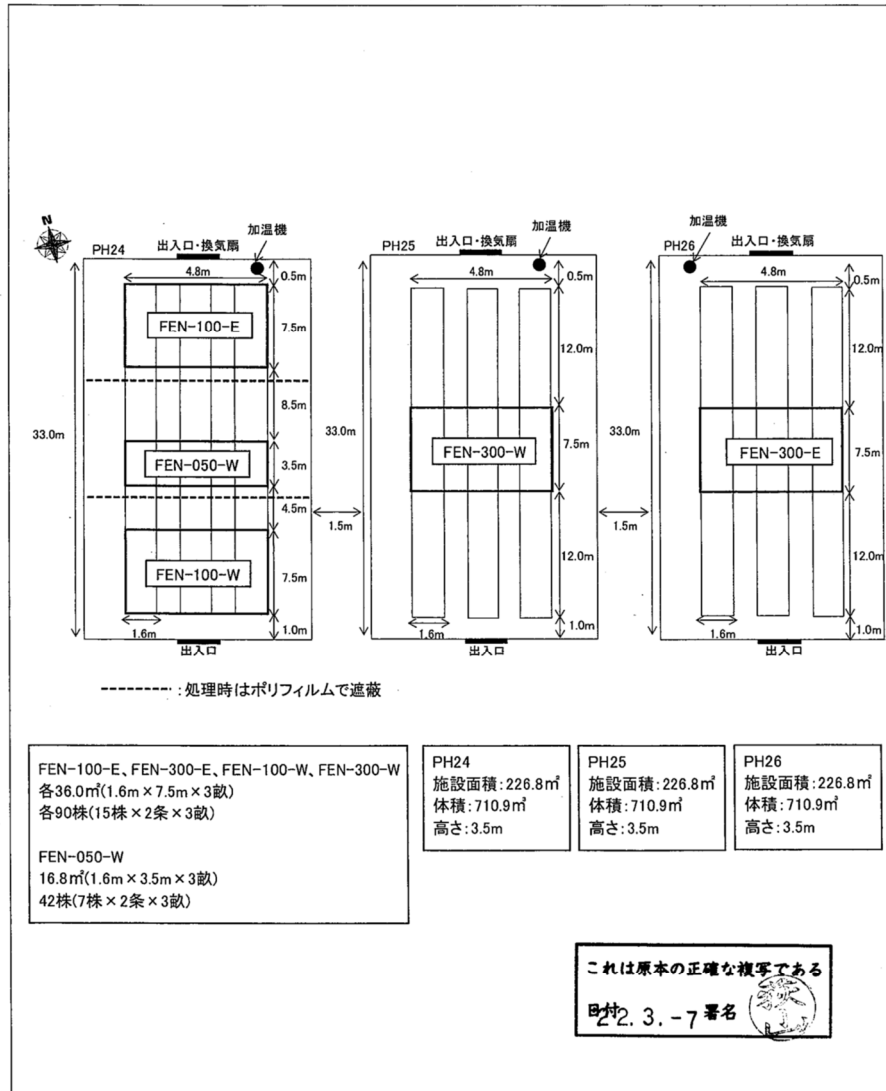 N
PH24
出入口・換気扇
加温機
4.8m
0.5m
FEN-100-E
7.5m
8.5m
33.0m
FEN-050-W
3.5m
4.5m
FEN-100-W
7.5m
1.6m
1.0m
出入口
1.5m
PH25
出入口・換気扇
加温機
4.8m
0.5m
12.0m
33.0m
FEN-300-W
7.5m
12.0m
1.6m
1.0m
出入口
1.5m
PH26
加温機
出入口・換気扇
4.8m
0.5m
12.0m
33.0m
FEN-300-E
7.5m
12.0m
1.6m
1.0m
出入口
:処理時はポリフィルムで遮蔽
FEN-100-E、FEN-300-E、FEN-100-W、FEN-300-W
各36.0㎡(1.6m×7.5m×3畝)
各90株(15株×2条×3畝)
FEN-050-W
16.8㎡(1.6m×3.5m×3畝)
42株(7株×2条×3畝)
PH24
施設面積:226.8㎡
体積:710.9㎥
高さ:3.5m
PH25
施設面積:226.8㎡
体積:710.9㎥
高さ:3.5m
PH26
施設面積:226.8㎡
体積:710.9㎥
高さ:3.5m
これは原本の正確な複写である
日付 22.3.-7 署名